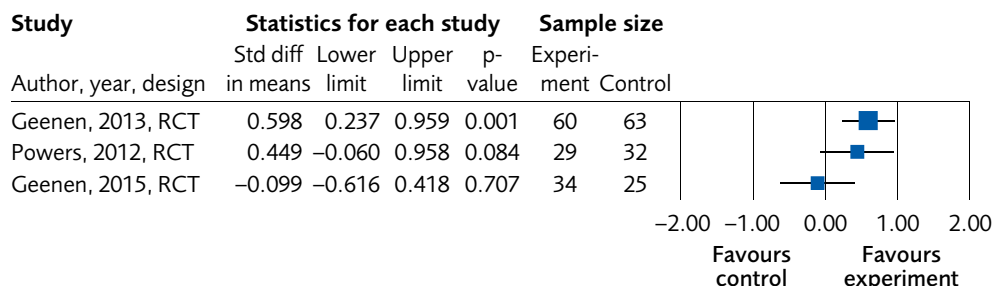 Study Statistics for each study Sample size
Std diff Lower Upper p- Experi-
Author, year, design in means limit limit value ment Control
Geenen, 2013, RCT 0.598 0.237 0.959 0.001 60 63
Powers, 2012, RCT 0.449 –0.060 0.958 0.084 29 32
Geenen, 2015, RCT –0.099 –0.616 0.418 0.707 34 25
–2.00 –1.00 0.00 1.00 2.00
Favours Favours
control experiment